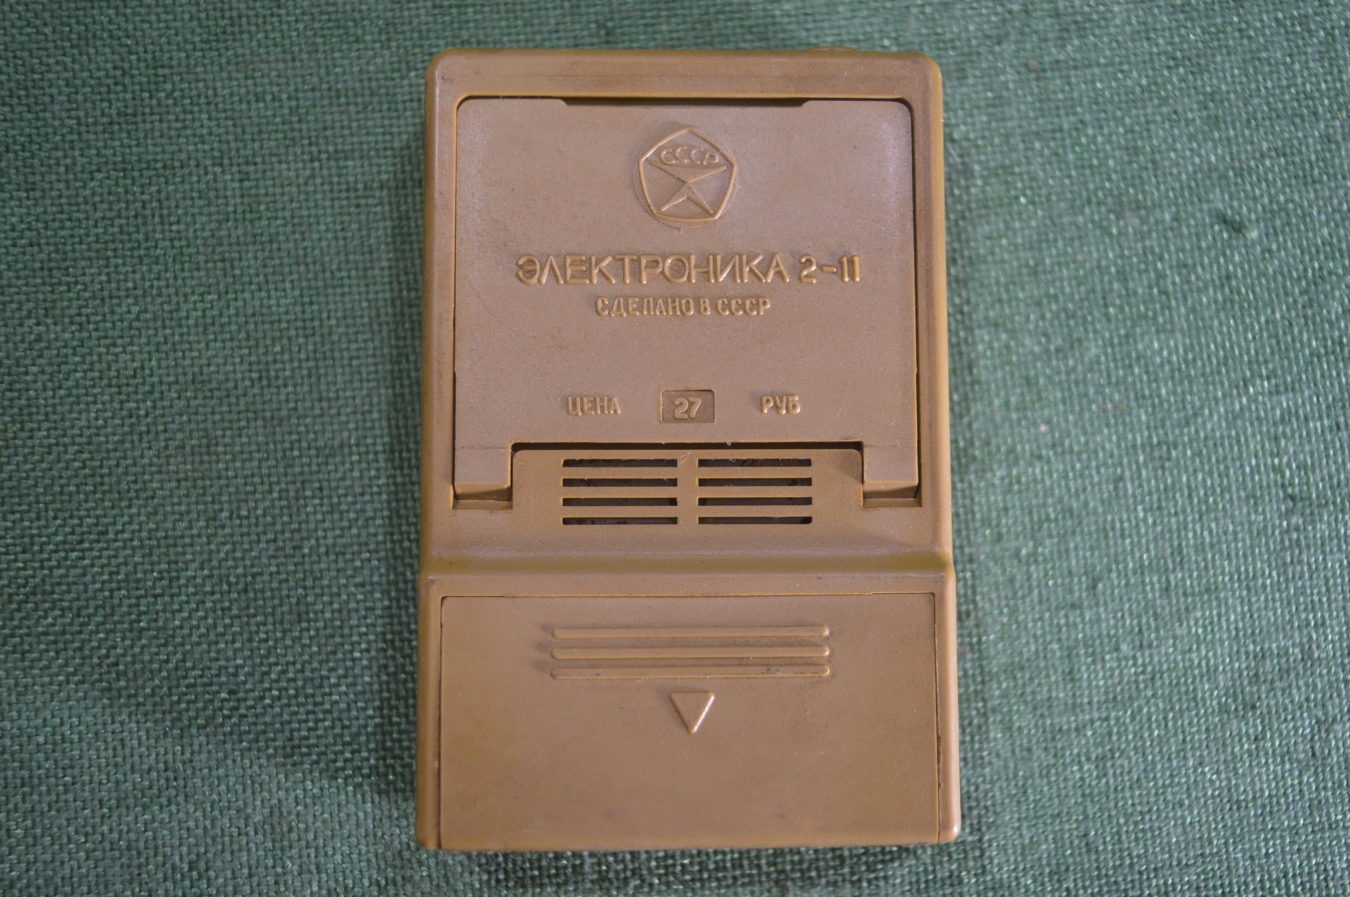 СССР
ЭЛЕКТРОНИКА 2-11
СДЕЛАНО В СССР
ЦЕНА 27 РУБ